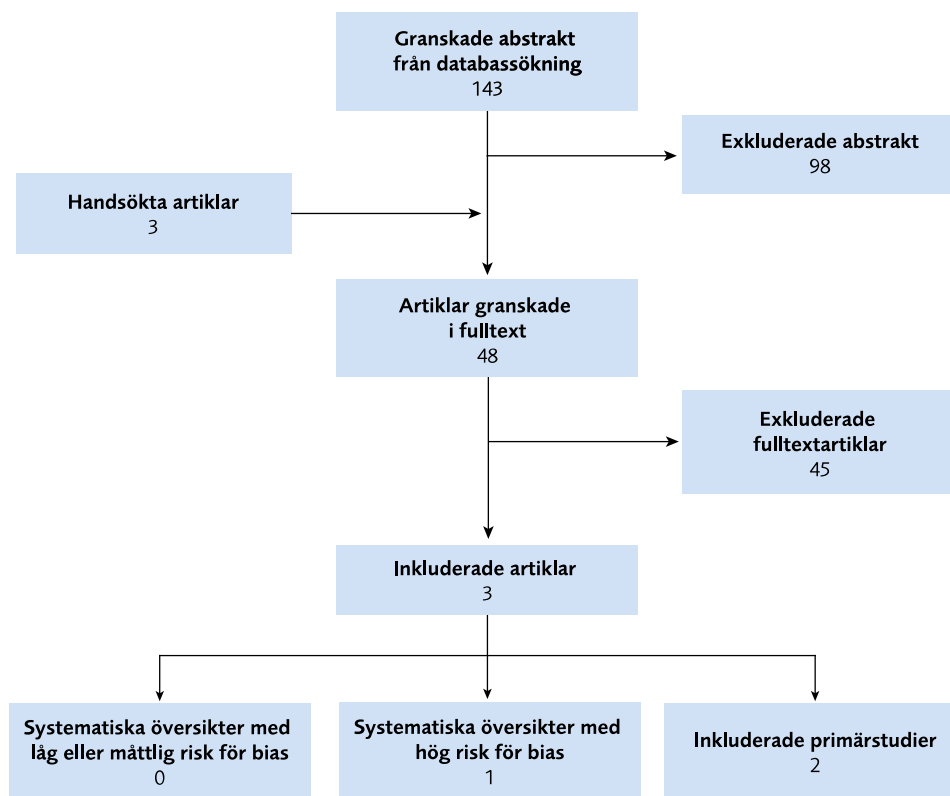 Granskade abstrakt
från databassökning
143
Exkluderade abstrakt
98
Handsökta artiklar
3
Artiklar granskade
i fulltext
48
Exkluderade
fulltextartiklar
45
Inkluderade artiklar
3
Systematiska översikter med
låg eller måttlig risk för bias
0
Systematiska översikter med
hög risk för bias
1
Inkluderade primärstudier
2